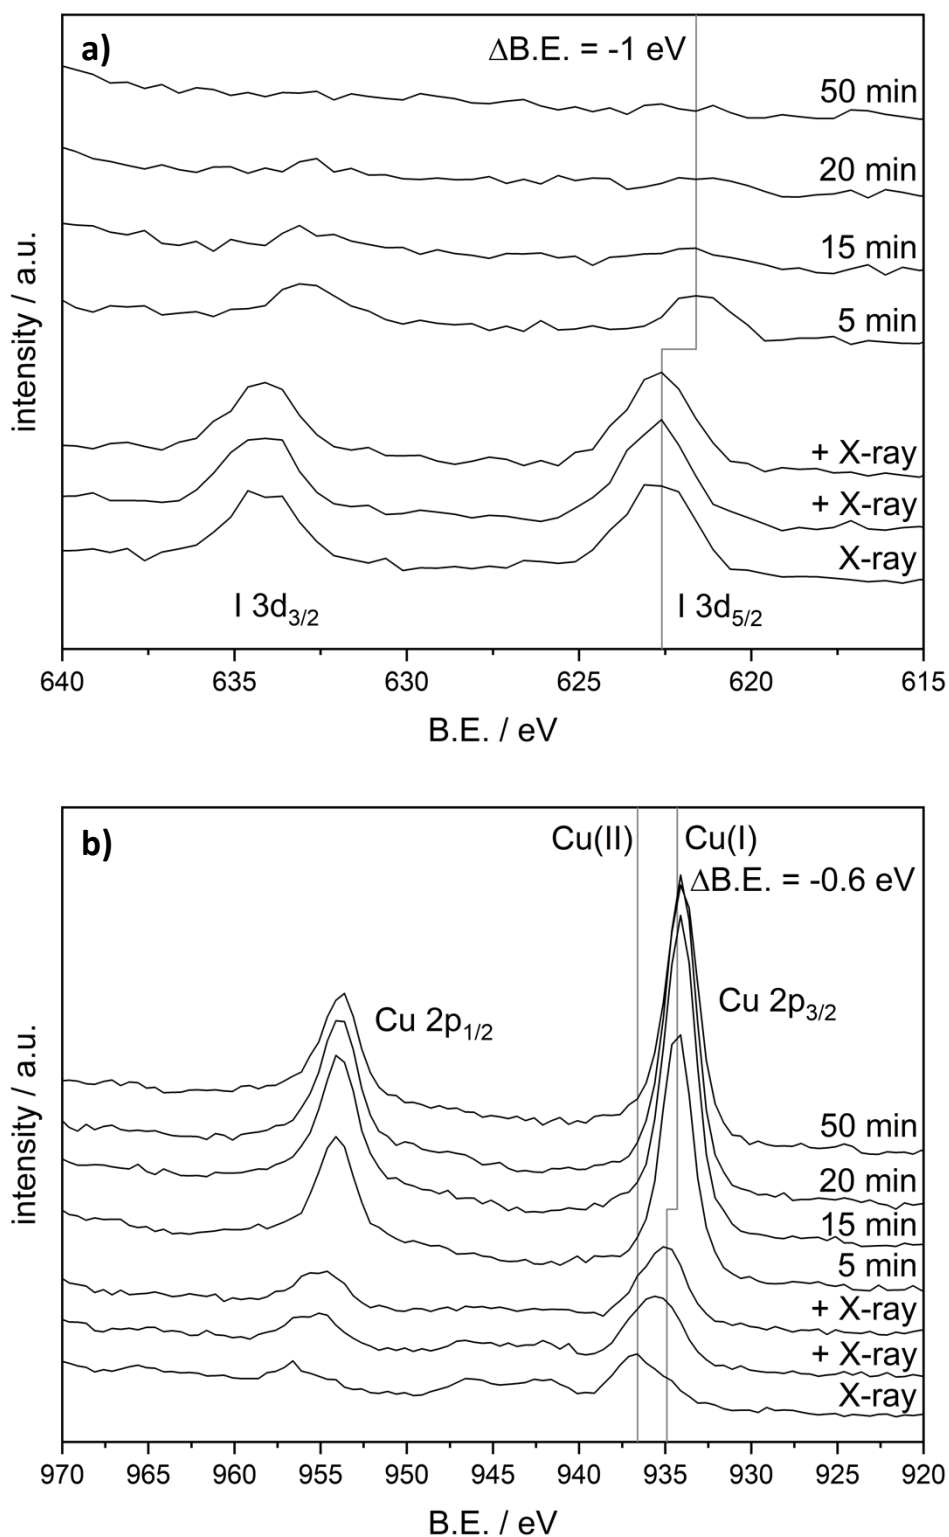 a)
ΔB.E. = -1 eV
50 min
20 min
15 min
5 min
+ X-ray
+ X-ray
X-ray
I 3d3/2
I 3d5/2
640 635 630 625 620 615
B.E. / eV
intensity / a.u.
b)
Cu(II) Cu(I)
ΔB.E. = -0.6 eV
Cu 2p1/2
Cu 2p3/2
50 min
20 min
15 min
5 min
+ X-ray
+ X-ray
X-ray
970 965 960 955 950 945 940 935 930 925 920
B.E. / eV
intensity / a.u.